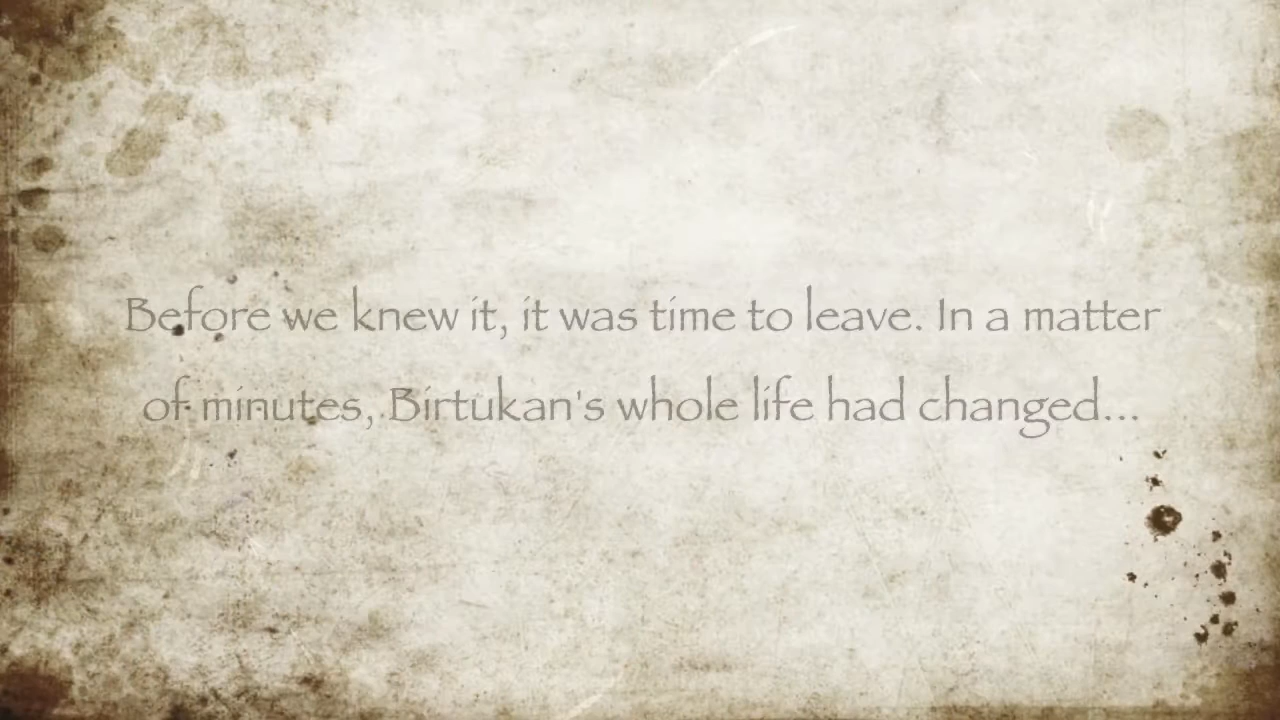 Before we knew it, it was time to leave. In a matter
of minutes, Birtukan's whole life had changed...